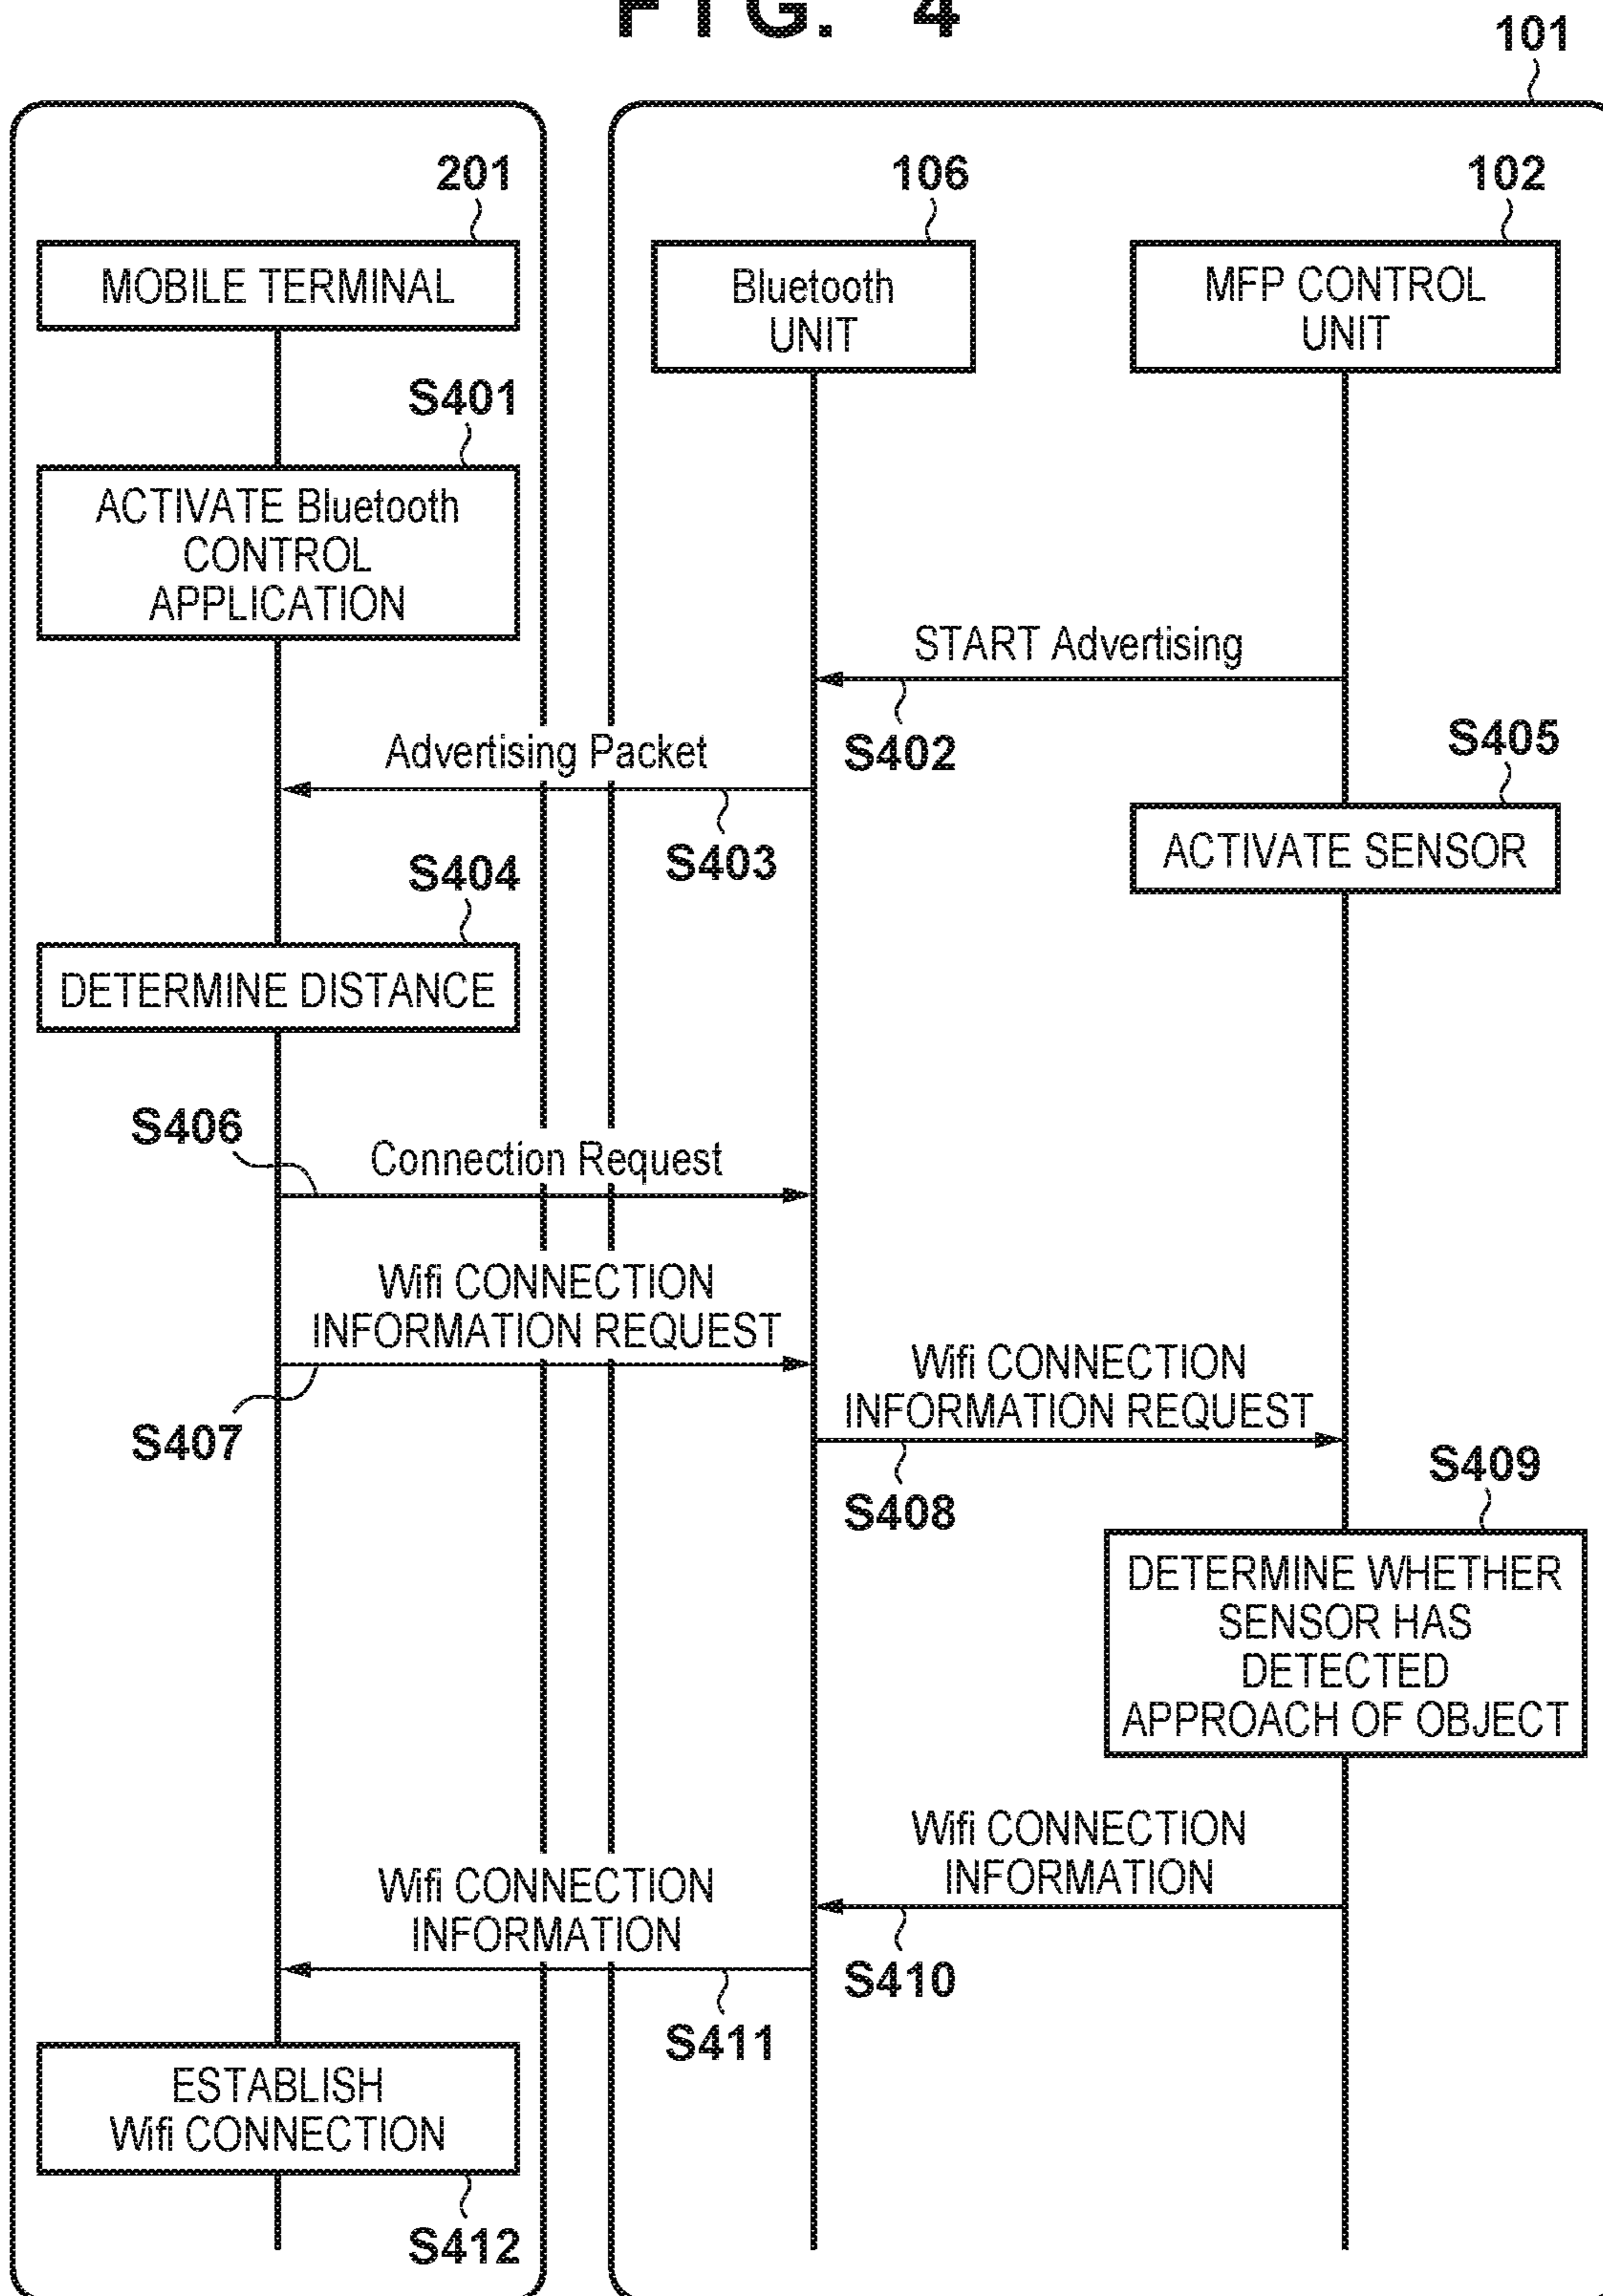 FIG. 4
101
201
106
102
MOBILE TERMINAL
Bluetooth
UNIT
MFP CONTROL
UNIT
S401
ACTIVATE Bluetooth
CONTROL
APPLICATION
START Advertising
S402
Advertising Packet
S403
S405
ACTIVATE SENSOR
S404
DETERMINE DISTANCE
S406
Connection Request
Wifi CONNECTION
INFORMATION REQUEST
S407
Wifi CONNECTION
INFORMATION REQUEST
S408
S409
DETERMINE WHETHER
SENSOR HAS
DETECTED
APPROACH OF OBJECT
Wifi CONNECTION
INFORMATION
S410
Wifi CONNECTION
INFORMATION
S411
ESTABLISH
Wifi CONNECTION
S412